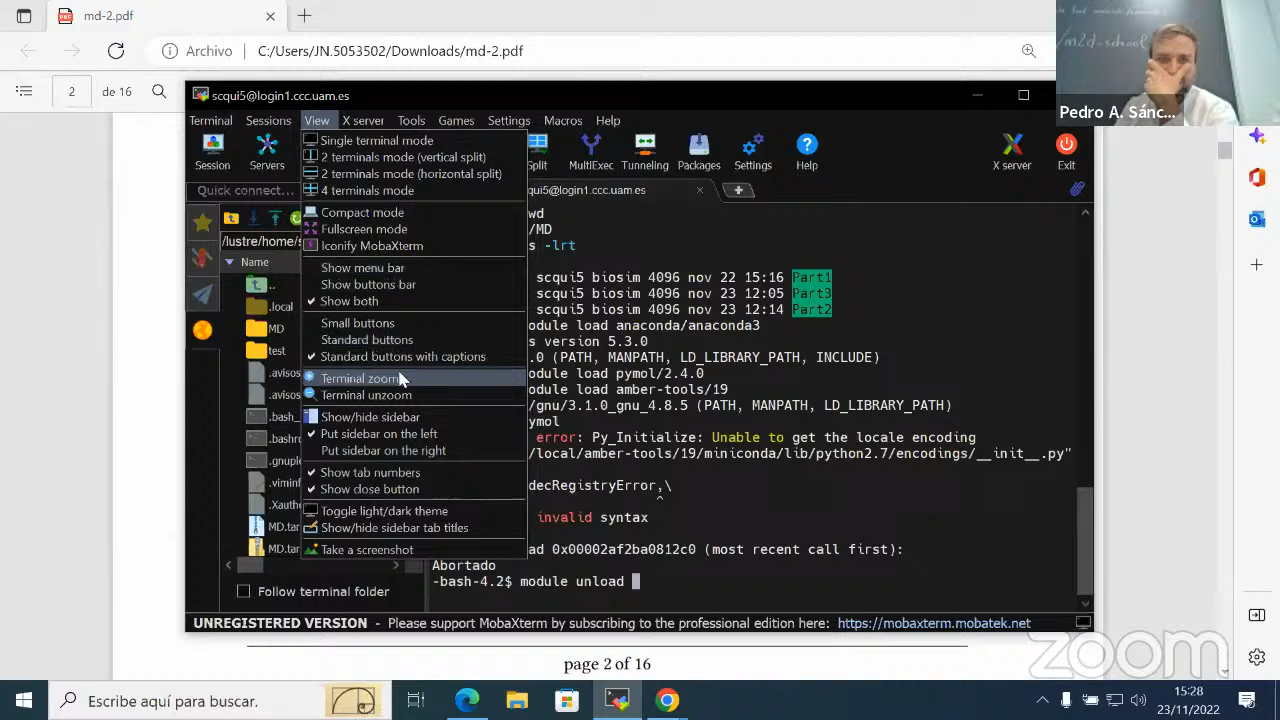 md-2.pdf
Archivo C:/Users/JN.5053502/Downloads/md-2.pdf
2 de 16
/m2d-school
Pedro A. Sánc...
scqui5@login1.ccc.uam.es
Terminal Sessions View X server Tools Settings Macros Help
Session Servers Split MultiExec Tunneling Packages Settings Help X server Exit
Quick connect...
qui5@login1.ccc.uam.es
/lustre/home/s
Name
..
.local
MD
test
.avisos
.avisos
.bash_
.bashrc
.gnuple
.viminf
.Xautho
MD.tar
MD.tar
Single terminal mode
2 terminals mode (vertical split)
2 terminals mode (horizontal split)
4 terminals mode
Compact mode
Fullscreen mode
Iconify MobaXterm
Show menu bar
Show buttons bar
Show both
Small buttons
Standard buttons
Standard buttons with captions
Terminal zoom
Terminal unzoom
Show/hide sidebar
Put sidebar on the left
Put sidebar on the right
Show tab numbers
Show close button
Toggle light/dark theme
Show/hide sidebar tab titles
Take a screenshot
wd
/MD
s -lrt
scqui5 biosim 4096 nov 22 15:16 Part1
scqui5 biosim 4096 nov 23 12:05 Part3
scqui5 biosim 4096 nov 23 12:14 Part2
odule load anaconda/anaconda3
s version 5.3.0
.0 (PATH, MANPATH, LD_LIBRARY_PATH, INCLUDE)
odule load pymol/2.4.0
odule load amber-tools/19
/gnu/3.1.0_gnu_4.8.5 (PATH, MANPATH, LD_LIBRARY_PATH)
ymol
error: Py_Initialize: Unable to get the locale encoding
/local/amber-tools/19/miniconda/lib/python2.7/encodings/__init__.py"
decRegistryError,\
^
invalid syntax
ad 0x00002af2ba0812c0 (most recent call first):
Abortado
-bash-4.2$ module unload
Follow terminal folder
UNREGISTERED VERSION - Please support MobaXterm by subscribing to the professional edition here: https://mobaxterm.mobatek.net
page 2 of 16
zoom
Escribe aquí para buscar.
15:28
23/11/2022